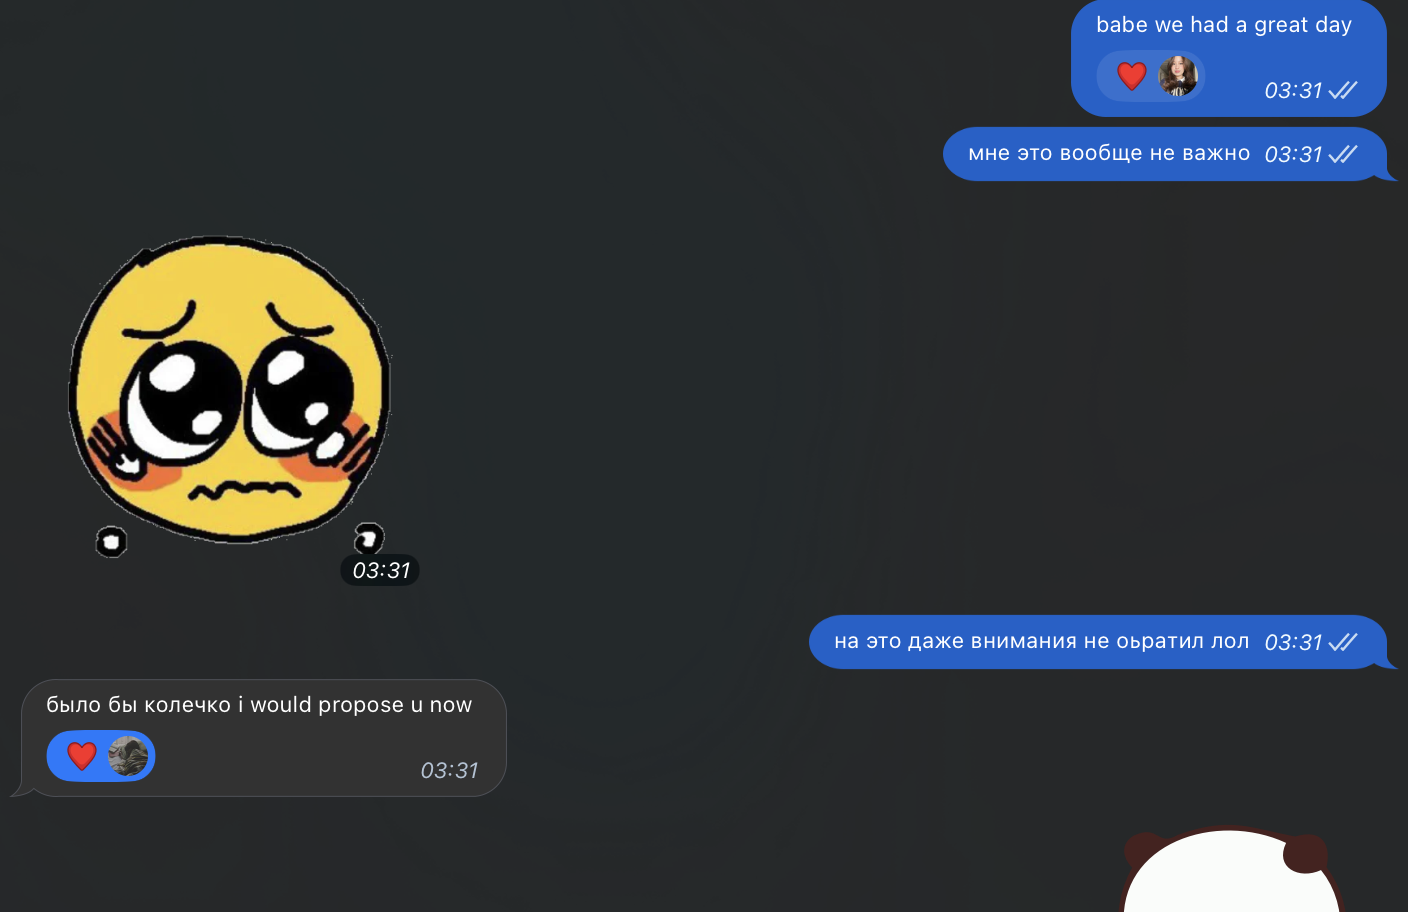 babe we had a great day
03:31
мне это вообще не важно 03:31
03:31
на это даже внимания не оьратил лол 03:31
было бы колечко i would propose u now
03:31